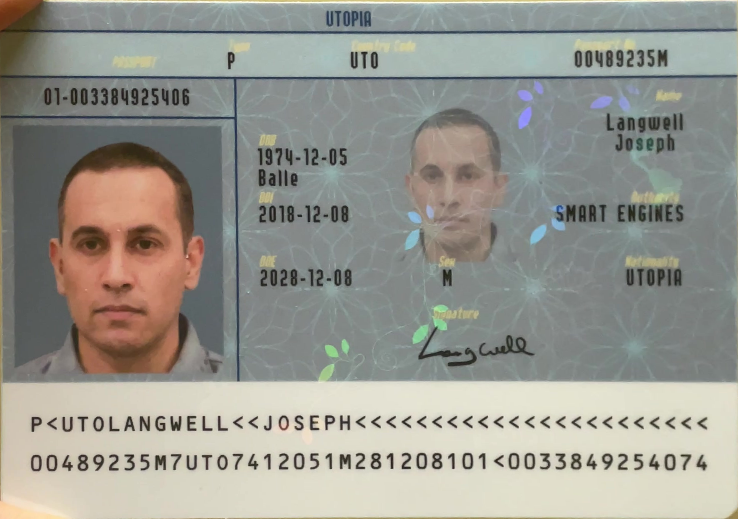 UTOPIA
PASSPORT Type P Country Code UTO Passport No 00489235M
01-003384925406
Name
Langwell
Joseph
DOB
1974-12-05
Balle
DOI
2018-12-08
Authority
SMART ENGINES
DOE
2028-12-08
Sex
M
Nationality
UTOPIA
Signature
Langwell
P<UTOLANGWELL<<JOSEPH<<<<<<<<<<<<<<<<<<<<<<<
00489235M7UTO7412051M281208101<0033849254074